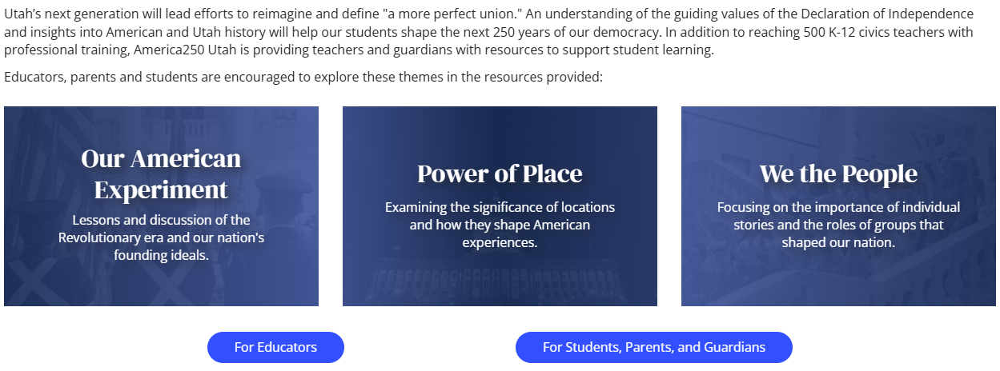 Utah’s next generation will lead efforts to reimagine and define "a more perfect union." An understanding of the guiding values of the Declaration of Independence
and insights into American and Utah history will help our students shape the next 250 years of our democracy. In addition to reaching 500 K-12 civics teachers with
professional training, America250 Utah is providing teachers and guardians with resources to support student learning.
Educators, parents and students are encouraged to explore these themes in the resources provided:
Our American
Experiment
Lessons and discussion of the
Revolutionary era and our nation's
founding ideals.
Power of Place
Examining the significance of locations
and how they shape American
experiences.
We the People
Focusing on the importance of individual
stories and the roles of groups that
shaped our nation.
For Educators
For Students, Parents, and Guardians